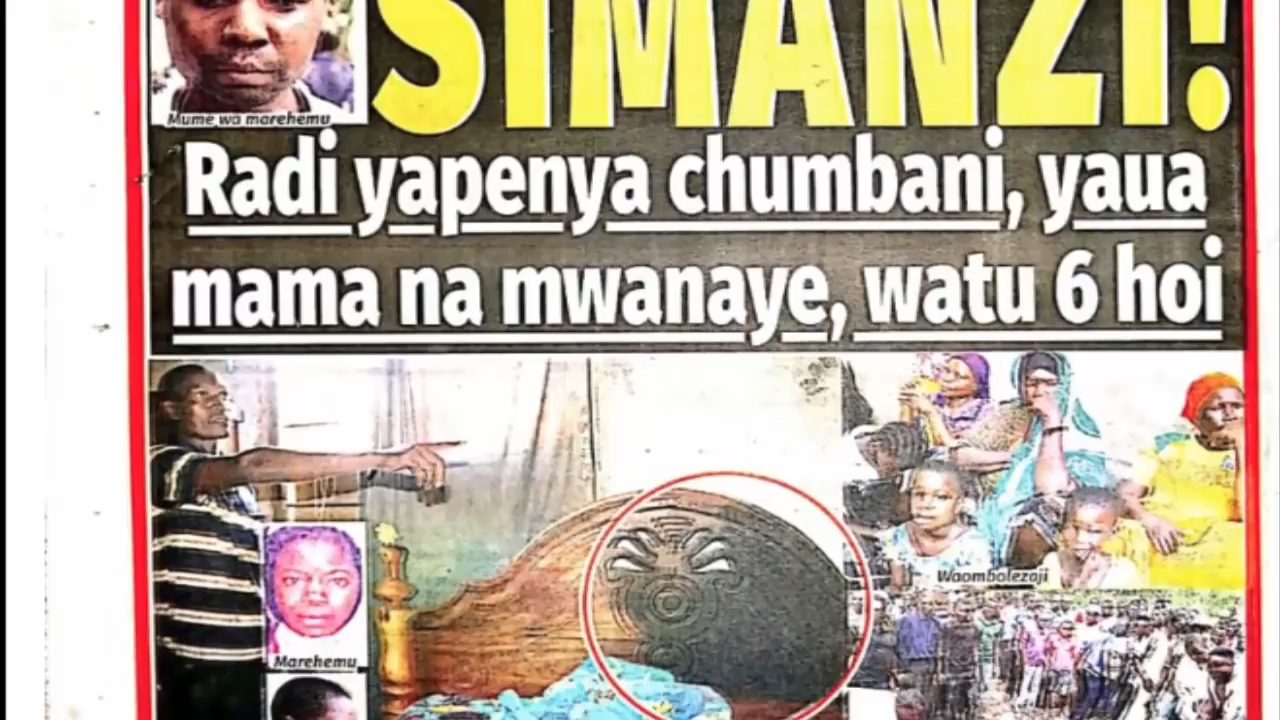 SIMANZI!
Mume wa marehemu
Radi yapenya chumbani, yaua
mama na mwanaye, watu 6 hoi
Waombolezaji
Marehemu